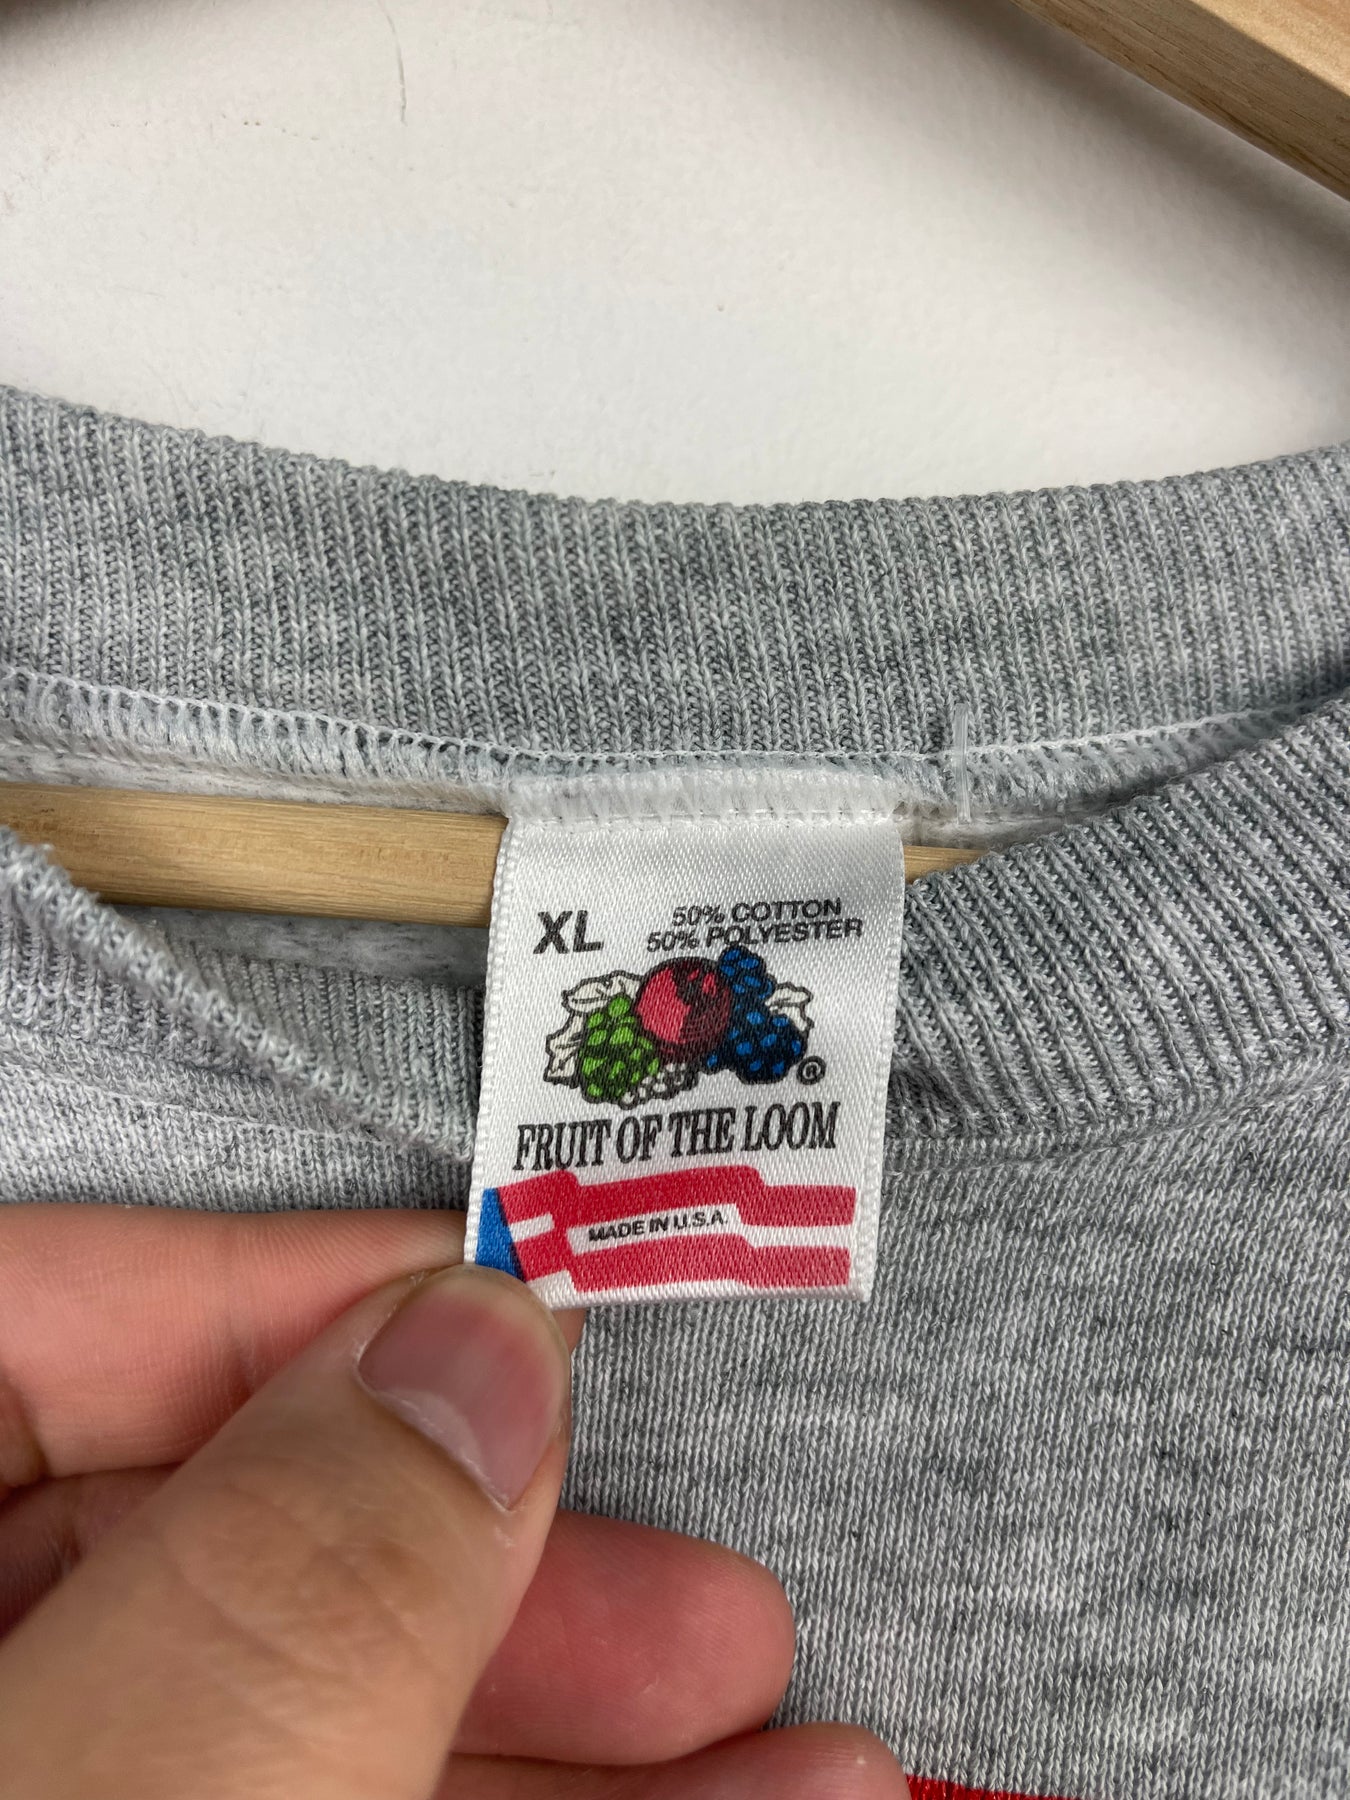 XL
50% COTTON
50% POLYESTER
®
FRUIT OF THE LOOM
MADE IN U.S.A.